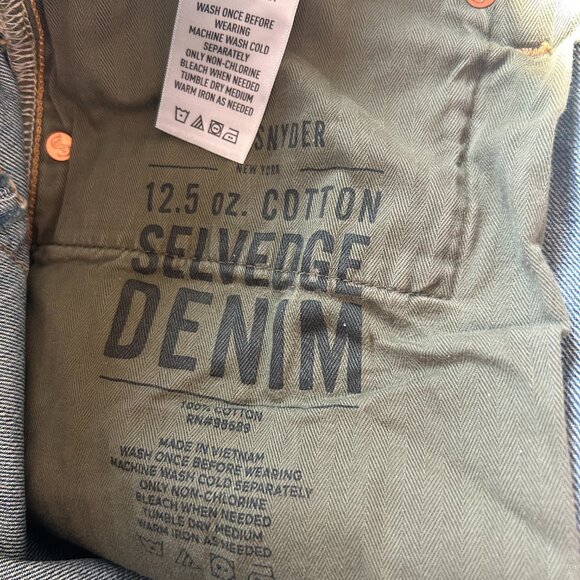 WASH ONCE BEFORE
WEARING
MACHINE WASH COLD
SEPARATELY
ONLY NON-CHLORINE
BLEACH WHEN NEEDED
TUMBLE DRY MEDIUM
WARM IRON AS NEEDED
SNYDER
NEW YORK
12.5 oz. COTTON
SELVEDGE
DENIM
100% COTTON
RN#98689
MADE IN VIETNAM
WASH ONCE BEFORE WEARING
MACHINE WASH COLD SEPARATELY
ONLY NON-CHLORINE
BLEACH WHEN NEEDED
TUMBLE DRY MEDIUM
WARM IRON AS NEEDED